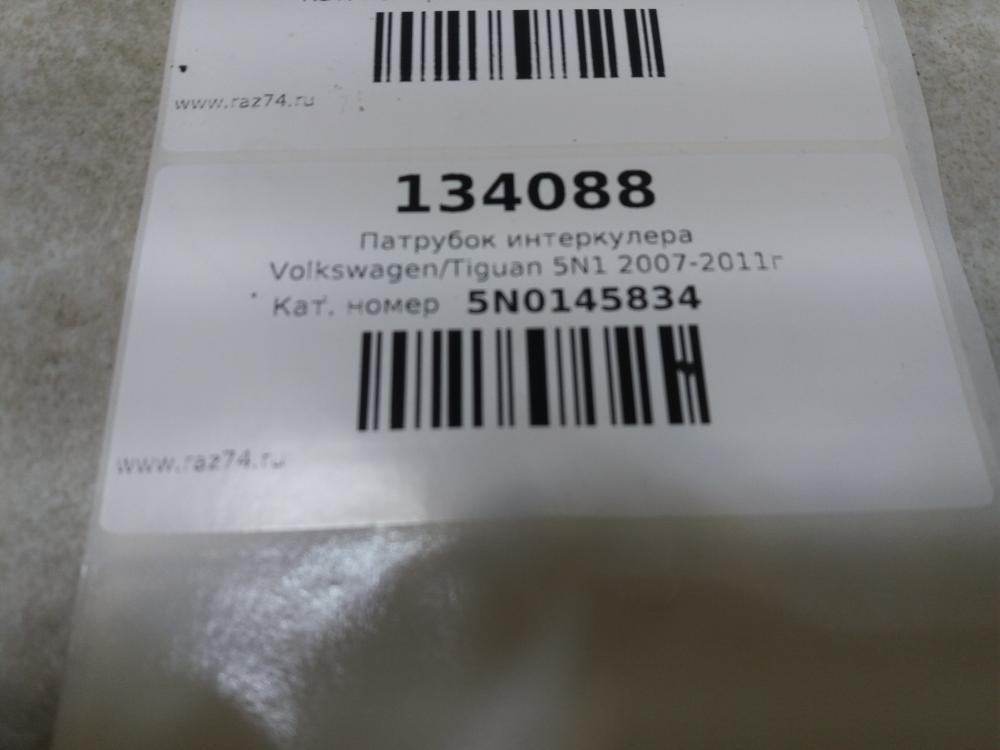 www.raz74.ru
134088
Патрубок интеркулера
Volkswagen/Tiguan 5N1 2007-2011г
Кат. номер 5N0145834
www.raz74.ru